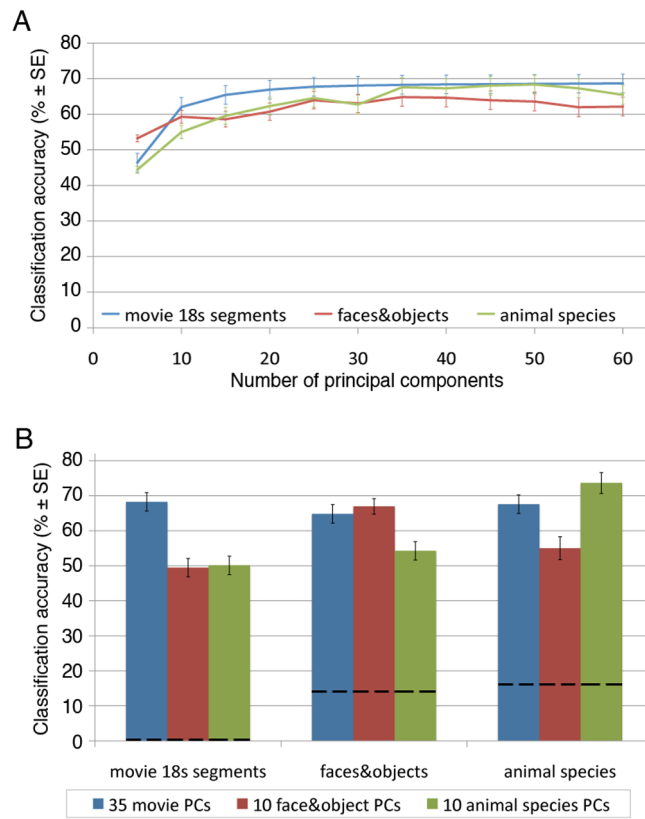 A
Classification accuracy (% ± SE)
80
70
60
50
40
30
20
10
0
movie 18s segments faces&objects animal species
0 10 20 30 40 50 60
Number of principal components
B
Classification accuracy (% ± SE)
80
70
60
50
40
30
20
10
0
movie 18s segments faces&objects animal species
35 movie PCs 10 face&object PCs 10 animal species PCs